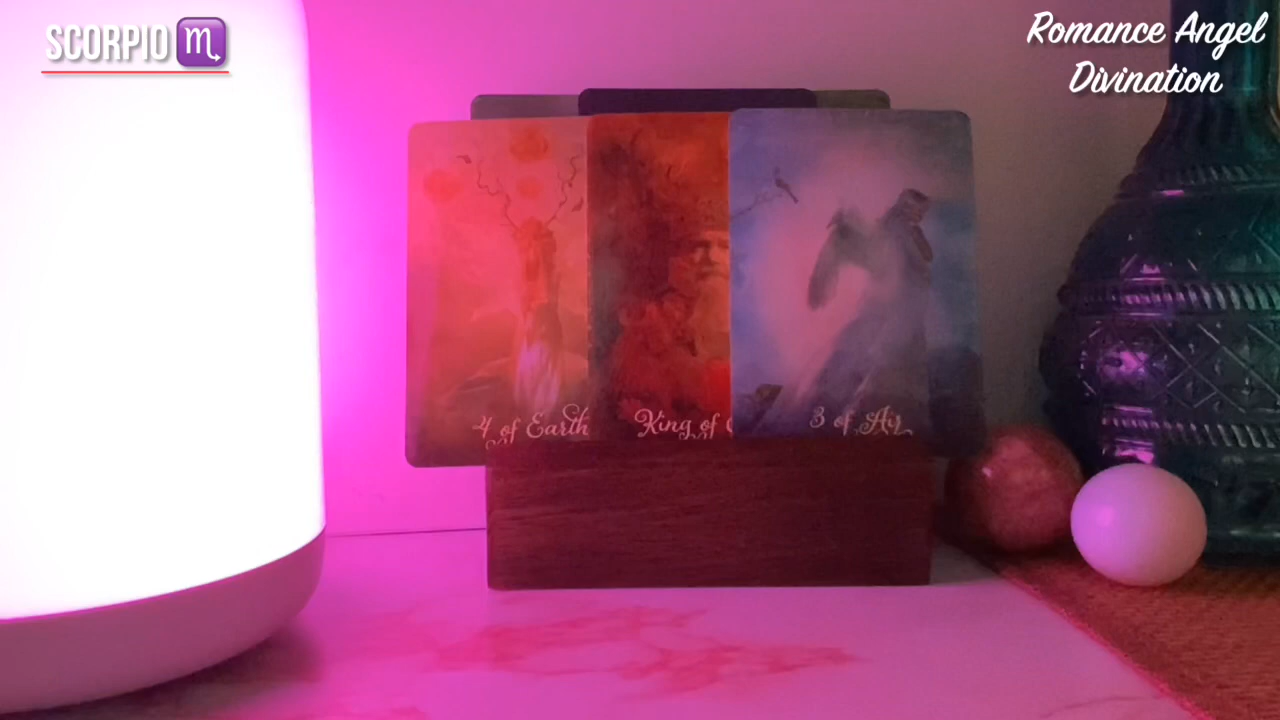 SCORPIO ♏
Romance Angel
Divination
4 of Earth
King of
3 of Air